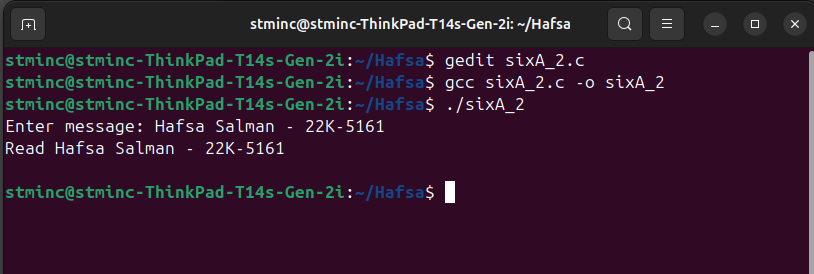 stminc@stminc-ThinkPad-T14s-Gen-2i: ~/Hafsa
stminc@stminc-ThinkPad-T14s-Gen-2i:~/Hafsa$ gedit sixA_2.c
stminc@stminc-ThinkPad-T14s-Gen-2i:~/Hafsa$ gcc sixA_2.c -o sixA_2
stminc@stminc-ThinkPad-T14s-Gen-2i:~/Hafsa$ ./sixA_2
Enter message: Hafsa Salman - 22K-5161
Read Hafsa Salman - 22K-5161
stminc@stminc-ThinkPad-T14s-Gen-2i:~/Hafsa$